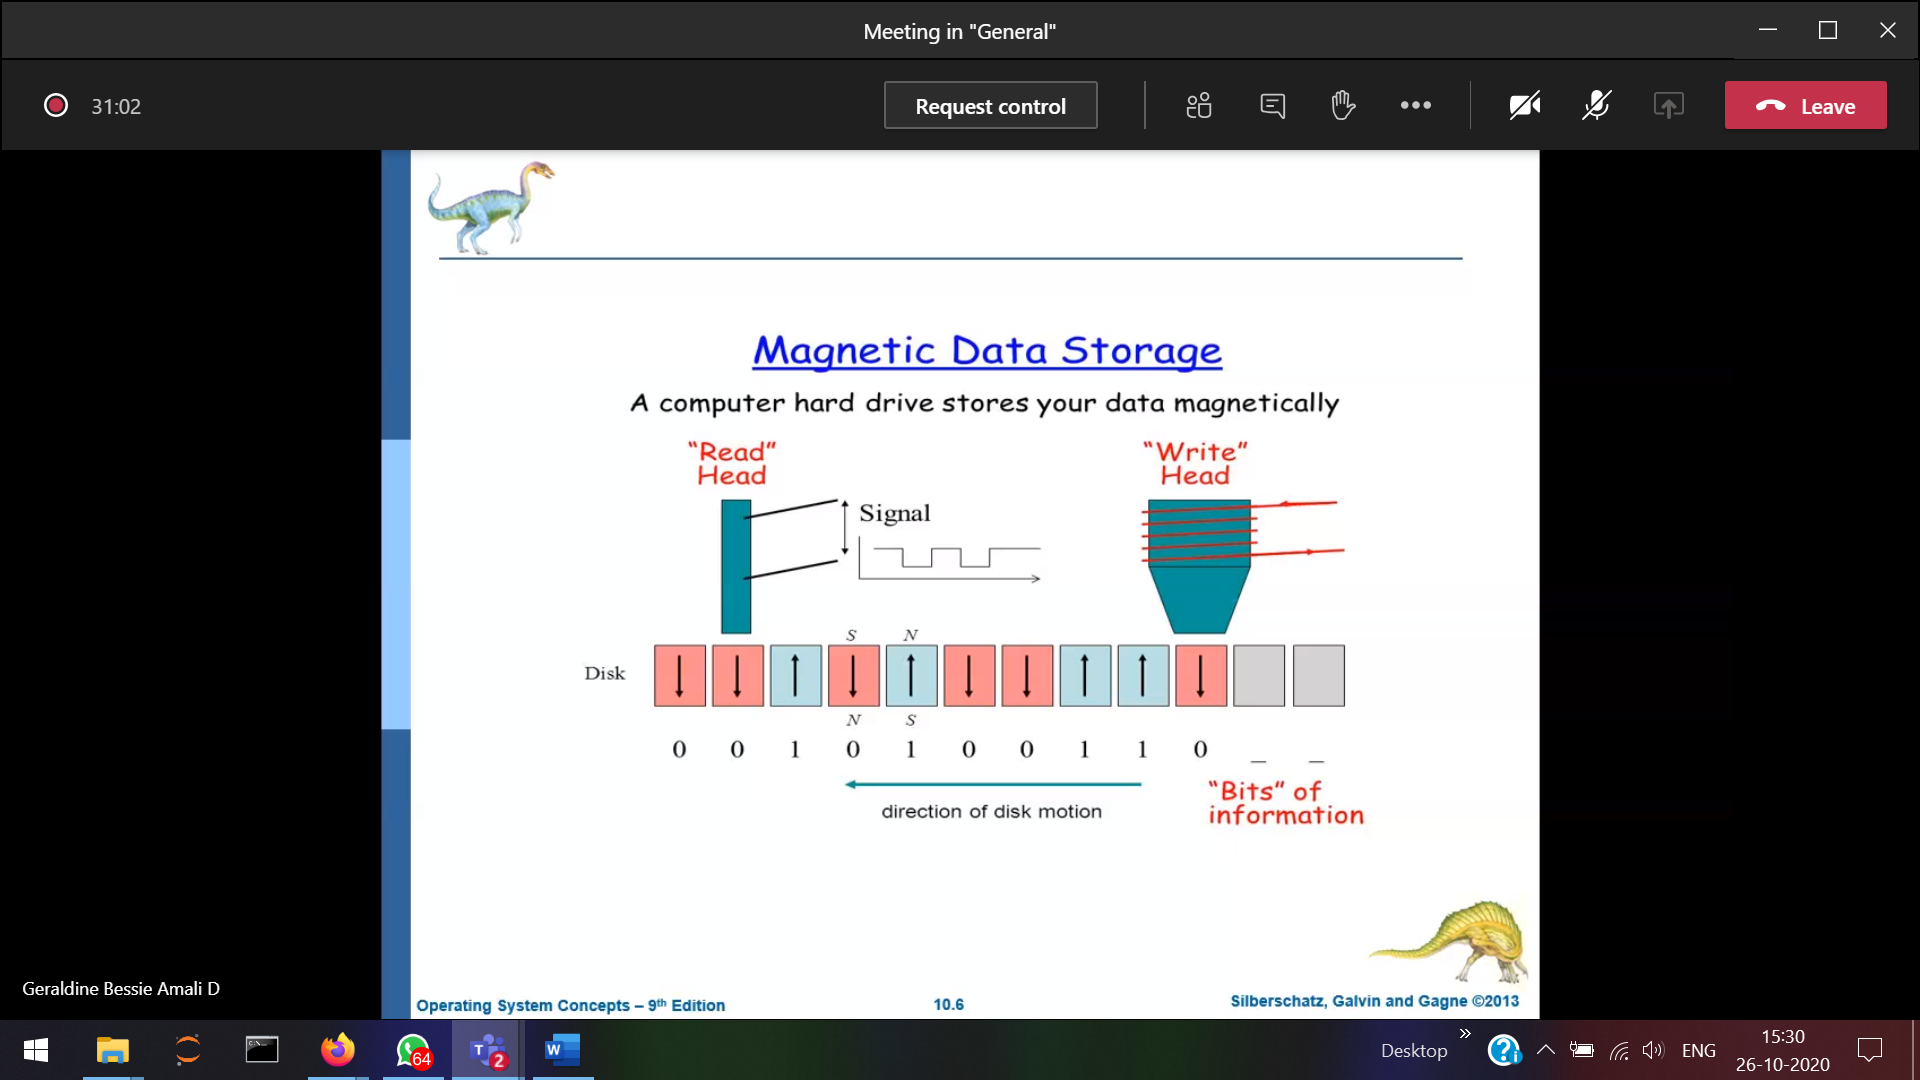 Meeting in "General"
31:02
Request control
Leave
Magnetic Data Storage
A computer hard drive stores your data magnetically
"Read"
Head
"Write"
Head
Signal
S N
Disk
N S
0 0 1 0 1 0 0 1 1 0 _ _
direction of disk motion
"Bits" of
information
Geraldine Bessie Amali D
Operating System Concepts – 9th Edition
10.6
Silberschatz, Galvin and Gagne ©2013
64
T
2
W
Desktop
»
ENG
15:30
26-10-2020